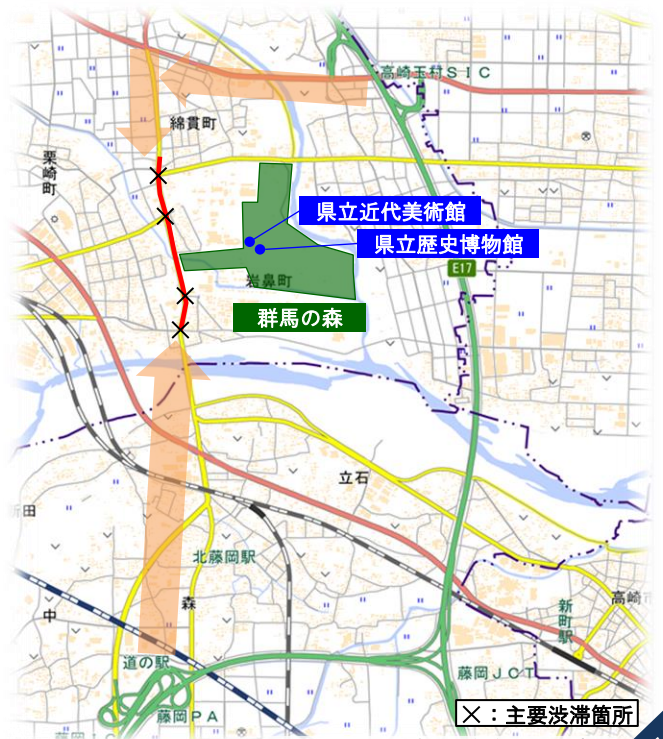 高崎玉村ＳＩＣ
綿貫町
栗崎町
県立近代美術館
県立歴史博物館
E17
岩鼻町
群馬の森
立石
新田
北藤岡駅
森
中
高崎
新町駅
道の駅
藤岡ＪＣＴ
藤岡ＰＡ
×：主要渋滞箇所